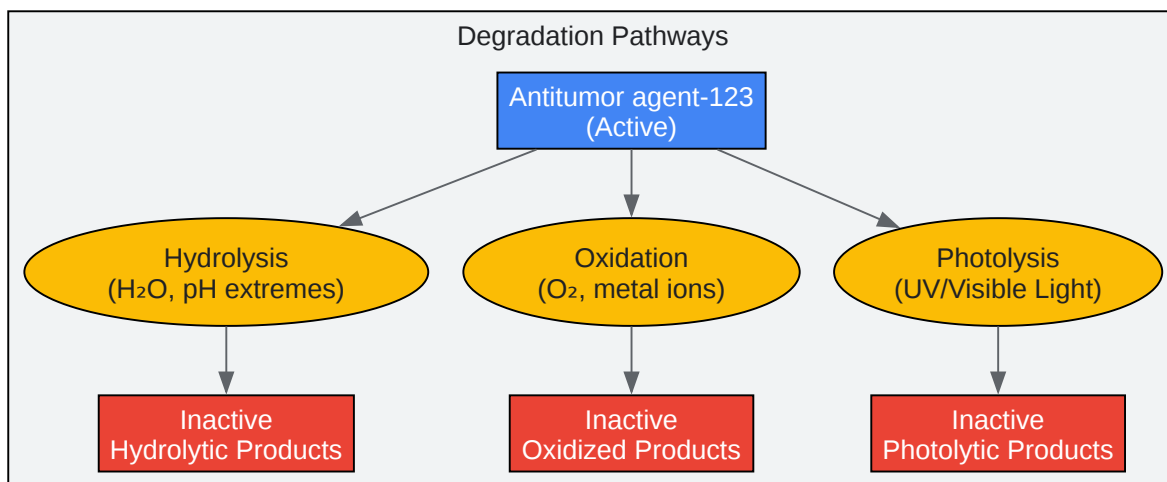 Degradation Pathways
Antitumor agent-123
(Active)
Hydrolysis
(H₂O, pH extremes)
Oxidation
(O₂, metal ions)
Photolysis
(UV/Visible Light)
Inactive
Hydrolytic Products
Inactive
Oxidized Products
Inactive
Photolytic Products